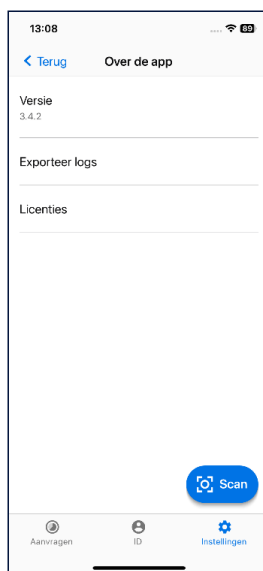 13:08
89
Terug
Over de app
Versie
3.4.2
Exporteer logs
Licenties
Scan
Aanvragen
ID
Instellingen